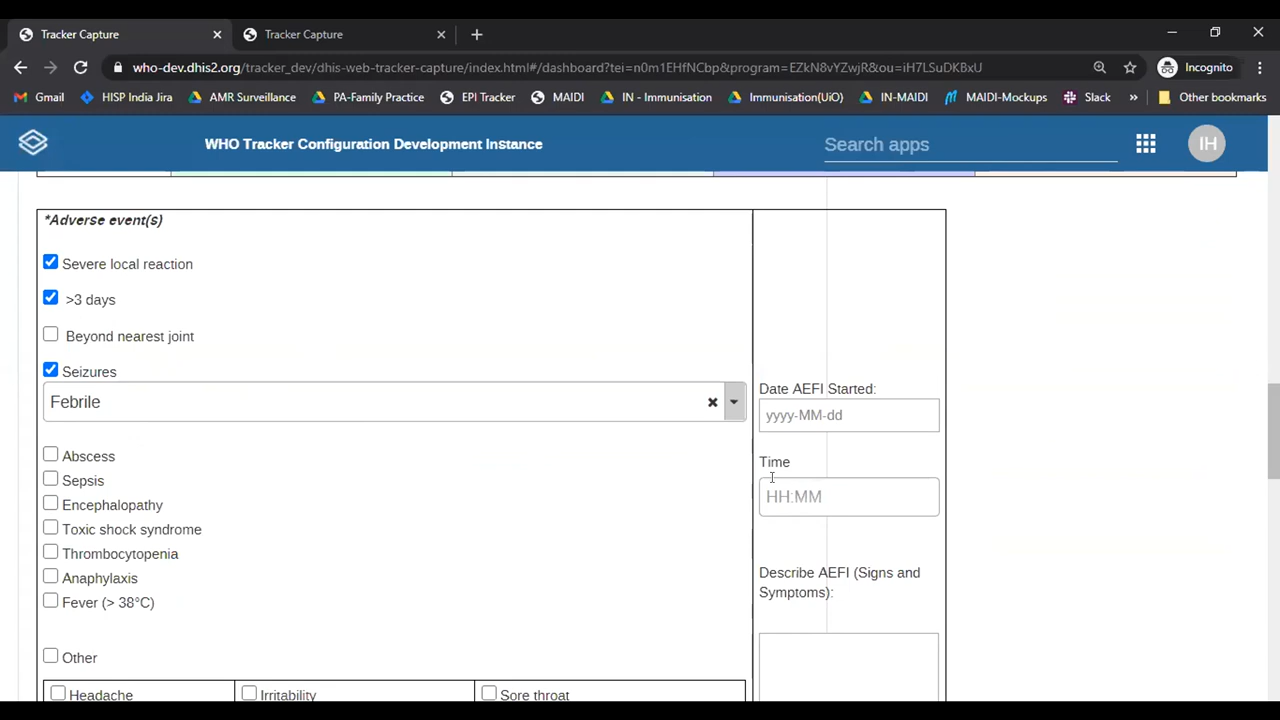 Tracker Capture
Tracker Capture
Incognito
who-dev.dhis2.org/tracker_dev/dhis-web-tracker-capture/index.html#/dashboard?tei=n0m1EHfNCbp&program=EZkN8vYZwjR&ou=iH7LSuDKBxU
Gmail HISP India Jira AMR Surveillance PA-Family Practice EPI Tracker MAIDI IN - Immunisation Immunisation(UiO) IN-MAIDI MAIDI-Mockups Slack » Other bookmarks
WHO Tracker Configuration Development Instance
Search apps
IH
*Adverse event(s)
Severe local reaction
>3 days
Beyond nearest joint
Seizures
Febrile
Abscess
Sepsis
Encephalopathy
Toxic shock syndrome
Thrombocytopenia
Anaphylaxis
Fever (> 38°C)
Other
Headache Irritability Sore throat
Date AEFI Started:
yyyy-MM-dd
Time
HH:MM
Describe AEFI (Signs and
Symptoms):